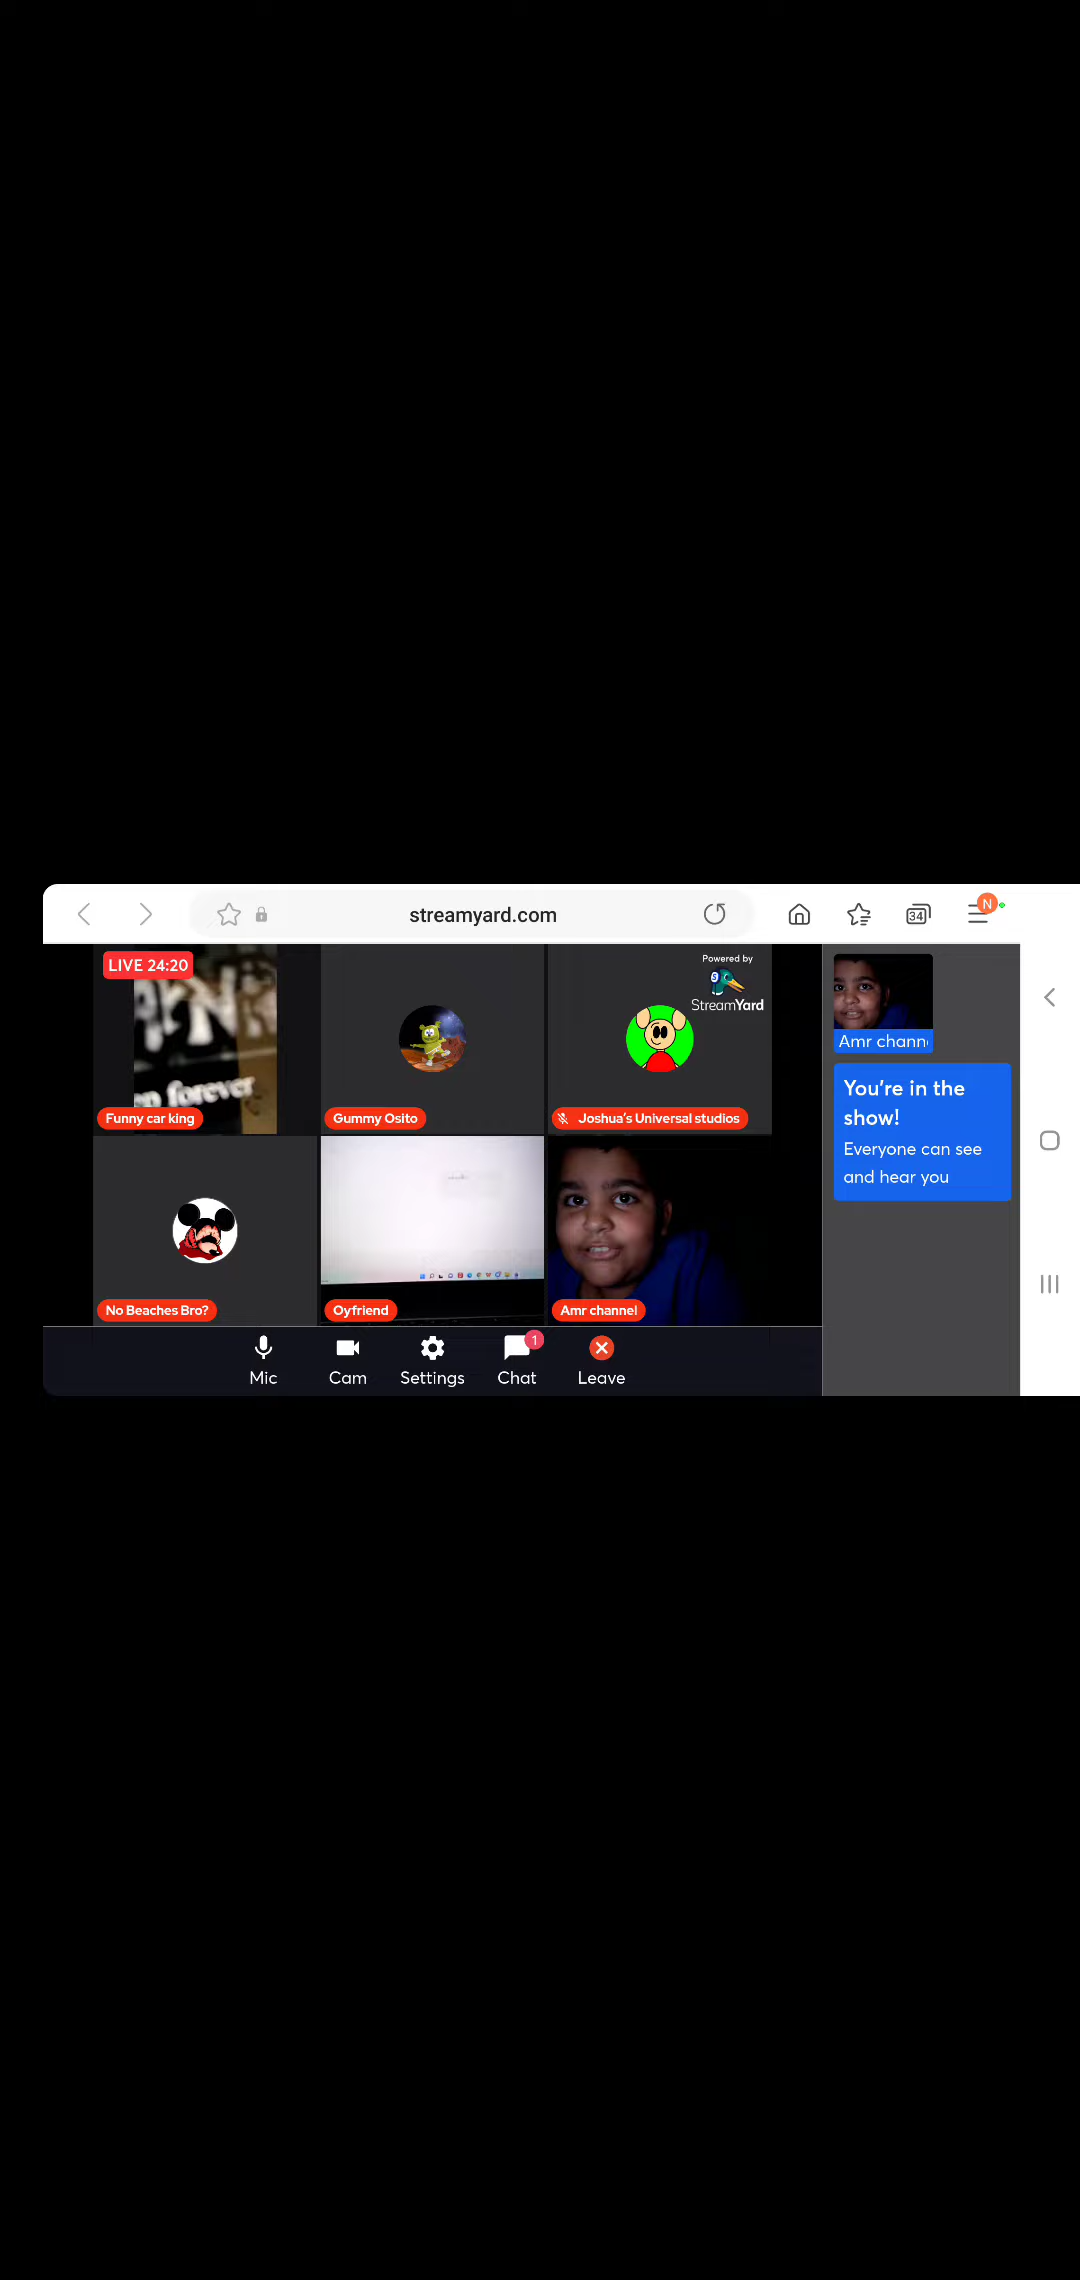 streamyard.com
34
N
LIVE 24:20
forever
Funny car king
Gummy Osito
Powered by
StreamYard
Joshua's Universal studios
No Beaches Bro?
Oyfriend
Amr channel
Amr chann
You're in the
show!
Everyone can see
and hear you
1
Mic
Cam
Settings
Chat
Leave